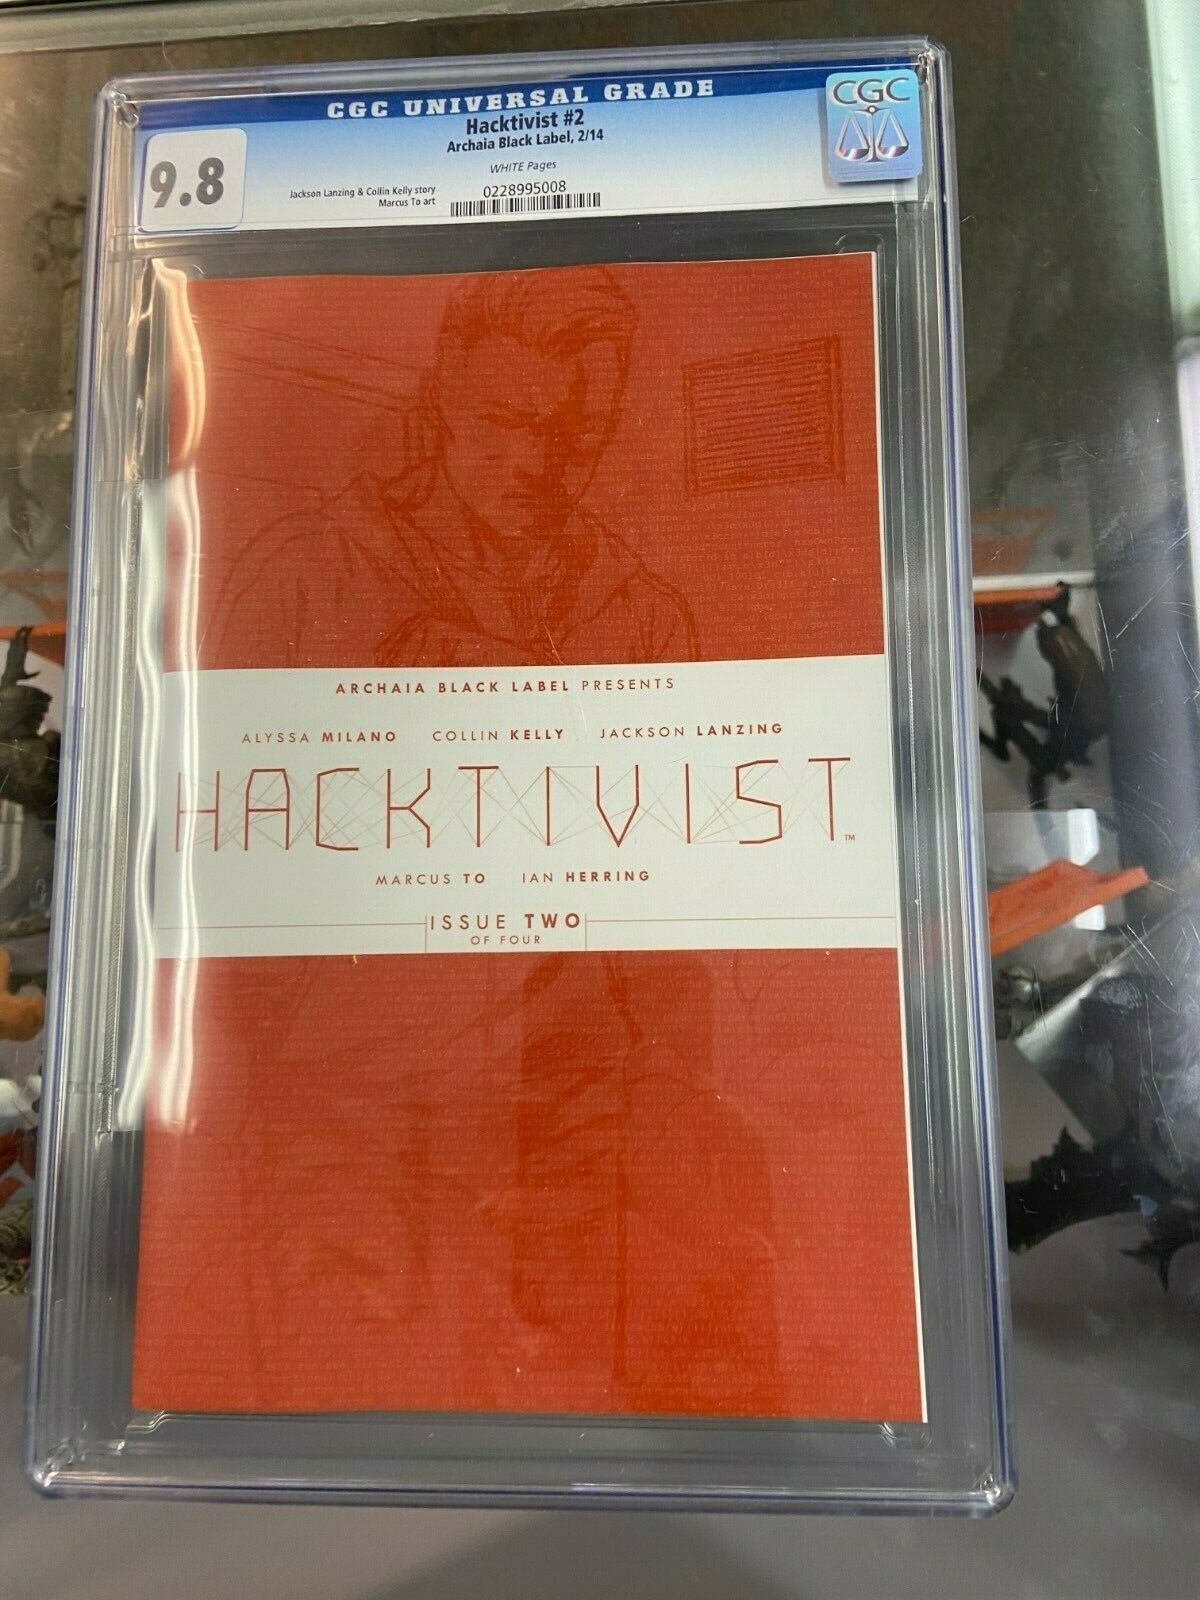 CGC UNIVERSAL GRADE
Hacktivist #2
Archaia Black Label, 2/14
9.8
WHITE Pages
Jackson Lanzing & Collin Kelly story
Marcus To art
0228995008
CGC
ARCHAIA BLACK LABEL PRESENTS
ALYSSA MILANO COLLIN KELLY JACKSON LANZING
HACKTIVIST™
MARCUS TO IAN HERRING
ISSUE TWO
OF FOUR